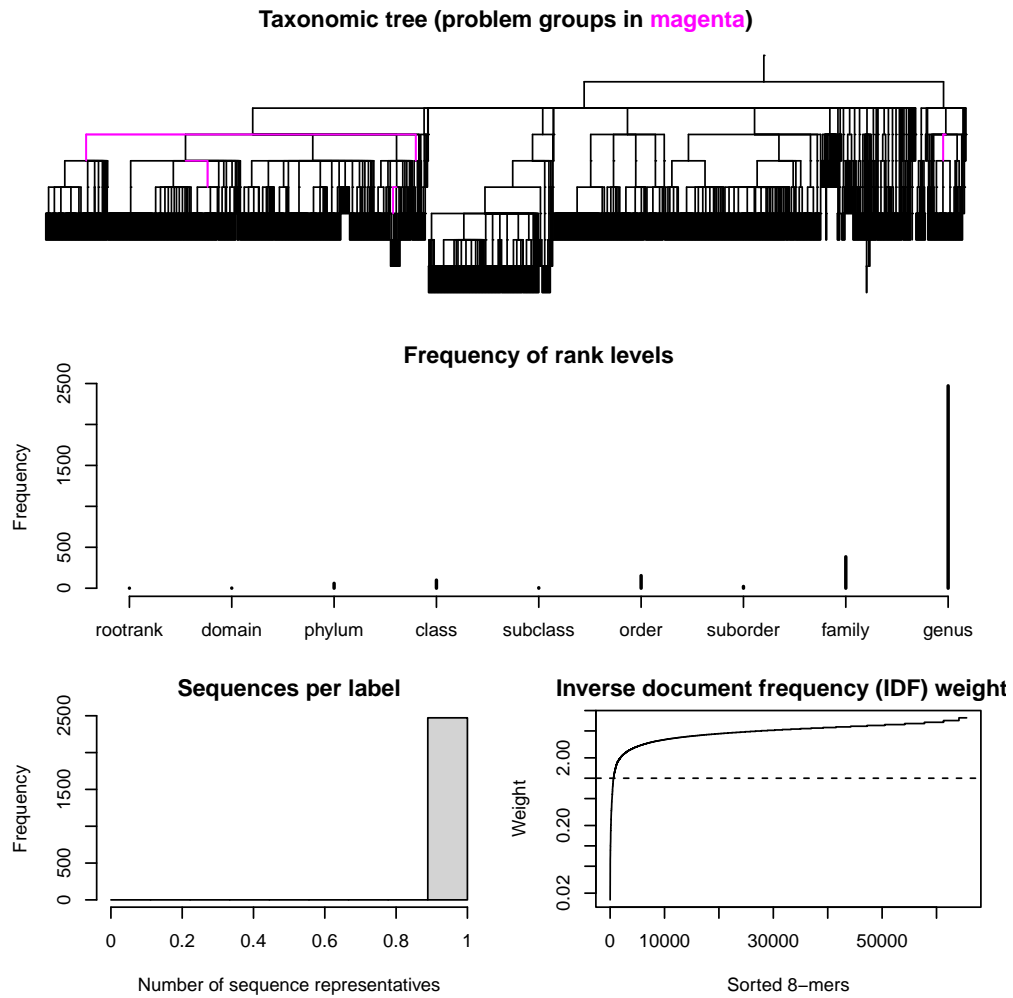 Taxonomic tree (problem groups in magenta)
Frequency of rank levels
Frequency
2500
1500
500
0
rootrank domain phylum class subclass order suborder family genus
Sequences per label
Frequency
2500
1500
500
0
0 0.2 0.4 0.6 0.8 1
Number of sequence representatives
Inverse document frequency (IDF) weight
Weight
2.00
0.20
0.02
0 10000 30000 50000
Sorted 8−mers